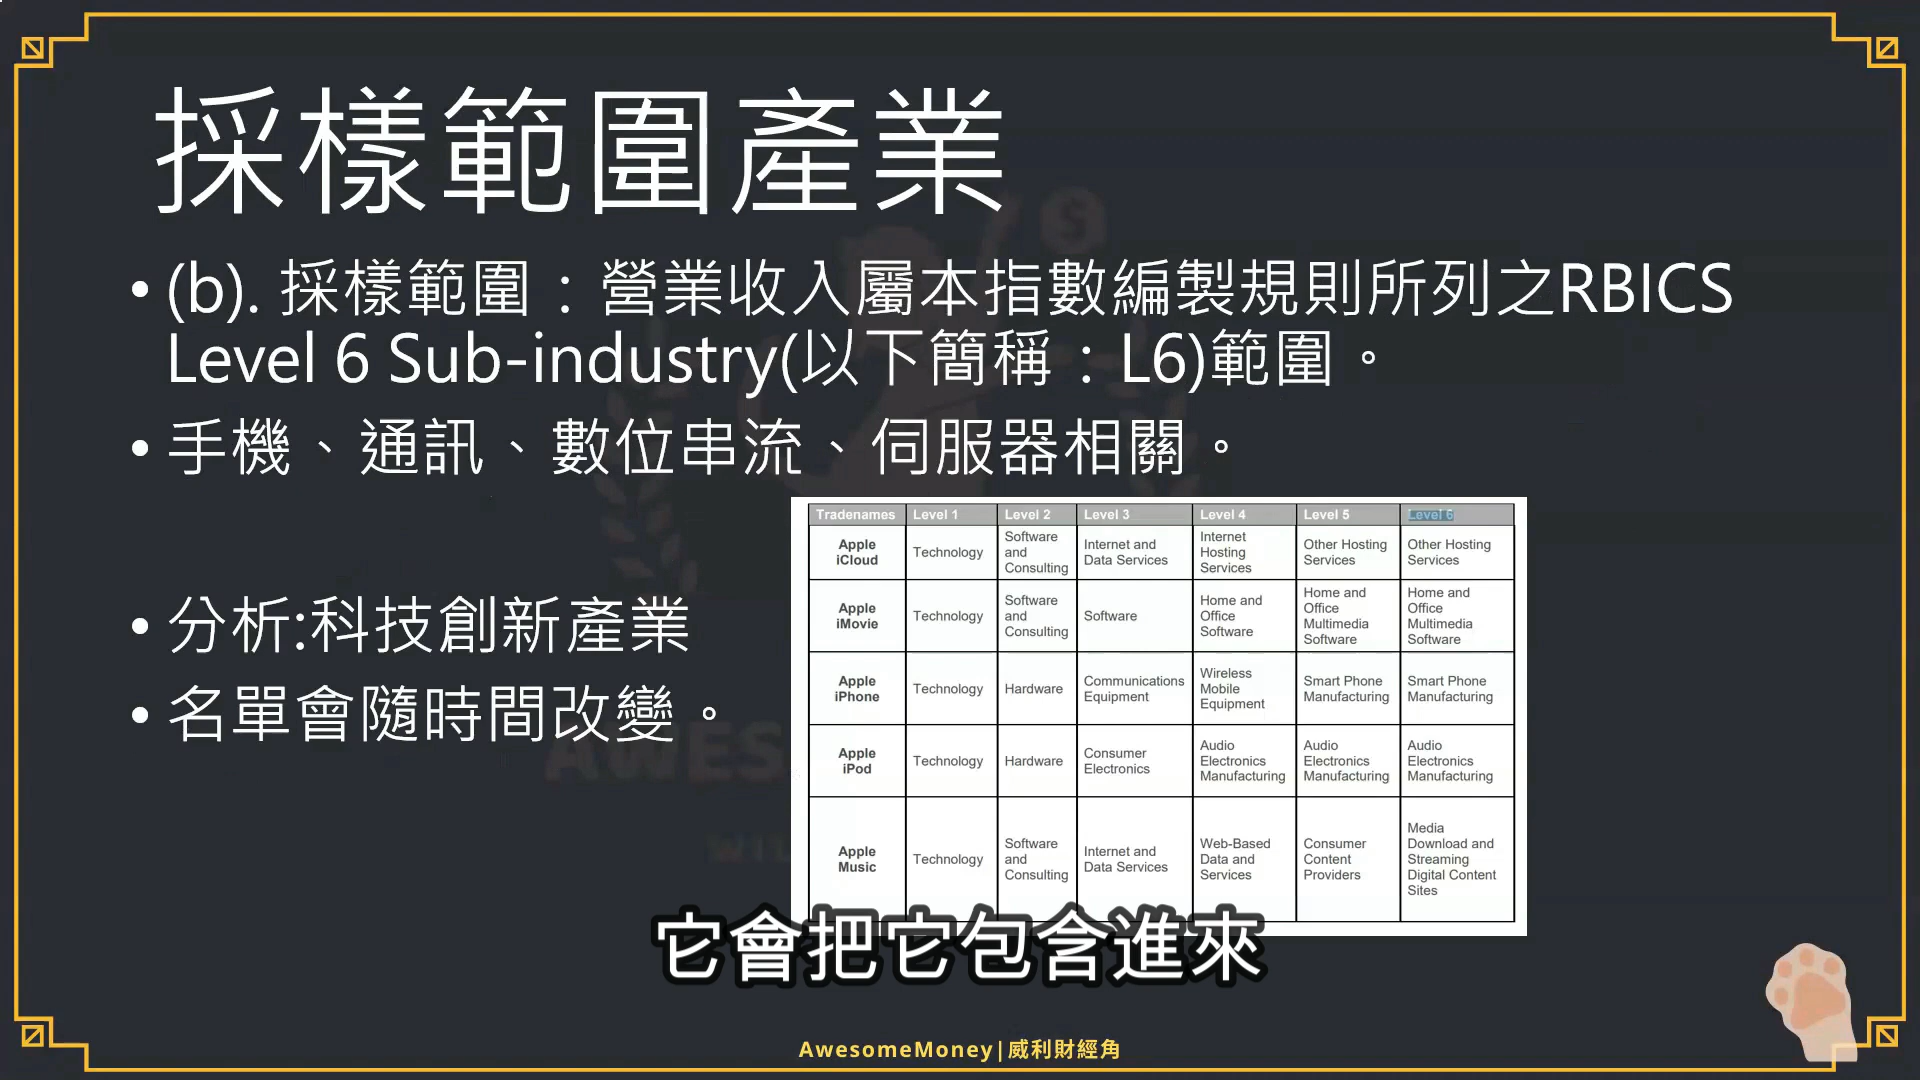 採樣範圍產業
• (b). 採樣範圍：營業收入屬本指數編製規則所列之RBICS
Level 6 Sub-industry(以下簡稱：L6)範圍。
• 手機、通訊、數位串流、伺服器相關。
• 分析:科技創新產業
• 名單會隨時間改變。
Tradenames Level 1 Level 2 Level 3 Level 4 Level 5 Level 6
Apple iCloud Technology Software and Consulting Internet and Data Services Internet Hosting Services Other Hosting Services Other Hosting Services
Apple iMovie Technology Software and Consulting Software Home and Office Software Home and Office Multimedia Software Home and Office Multimedia Software
Apple iPhone Technology Hardware Communications Equipment Wireless Mobile Equipment Smart Phone Manufacturing Smart Phone Manufacturing
Apple iPod Technology Hardware Consumer Electronics Audio Electronics Manufacturing Audio Electronics Manufacturing Audio Electronics Manufacturing
Apple Music Technology Software and Consulting Internet and Data Services Web-Based Data and Services Consumer Content Providers Media Download and Streaming Digital Content Sites
它會把它包含進來
AwesomeMoney|威利財經角